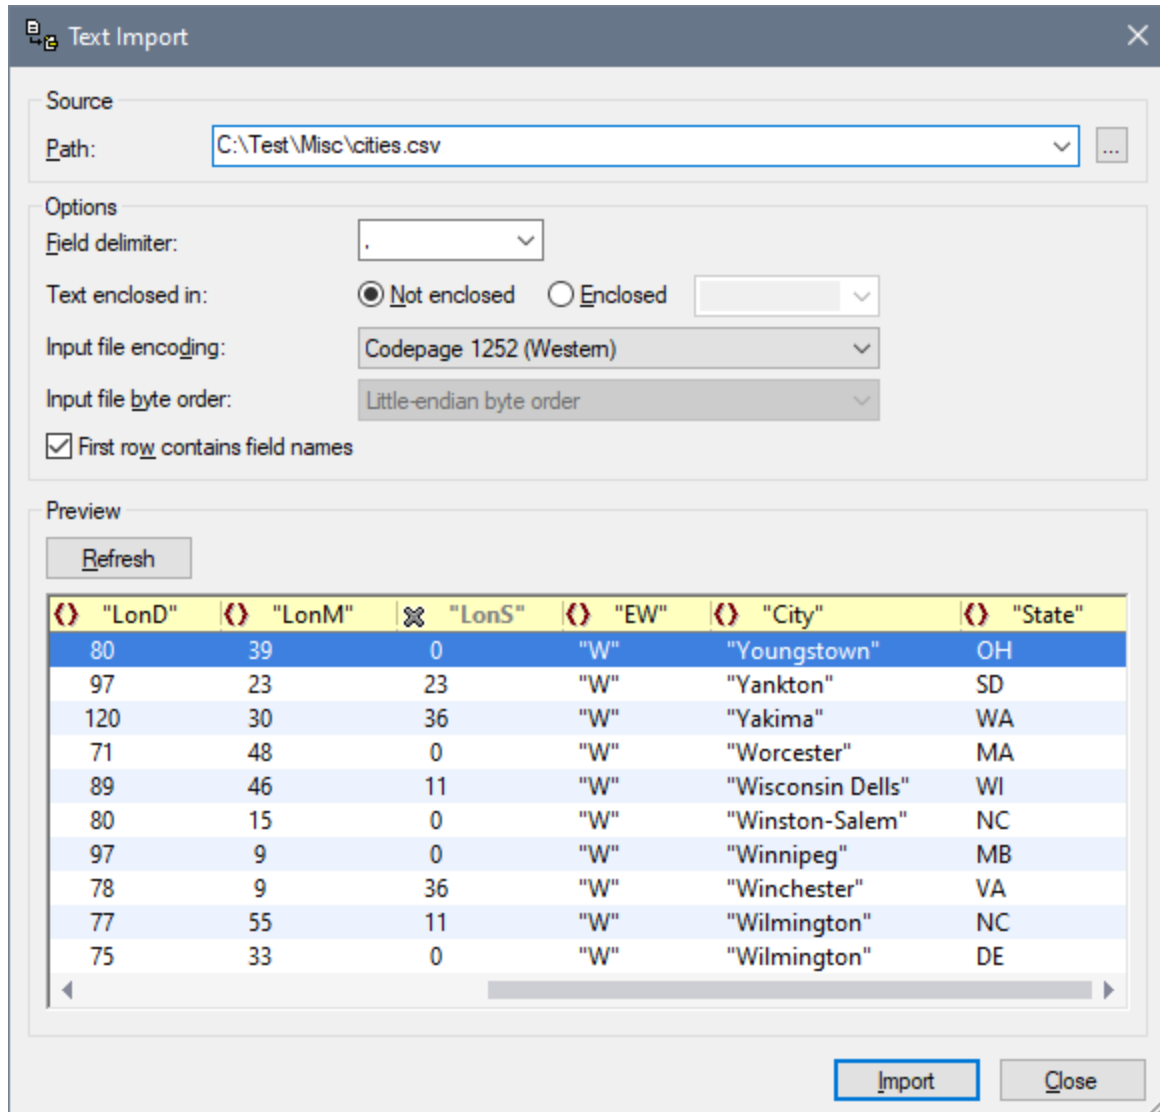 Text Import
Source
Path: C:\Test\Misc\cities.csv ...
Options
Field delimiter: ,
Text enclosed in: Not enclosed Enclosed
Input file encoding: Codepage 1252 (Western)
Input file byte order: Little-endian byte order
First row contains field names
Preview
Refresh
"LonD" "LonM" "LonS" "EW" "City" "State"
80 39 0 "W" "Youngstown" OH
97 23 23 "W" "Yankton" SD
120 30 36 "W" "Yakima" WA
71 48 0 "W" "Worcester" MA
89 46 11 "W" "Wisconsin Dells" WI
80 15 0 "W" "Winston-Salem" NC
97 9 0 "W" "Winnipeg" MB
78 9 36 "W" "Winchester" VA
77 55 11 "W" "Wilmington" NC
75 33 0 "W" "Wilmington" DE
Import Close